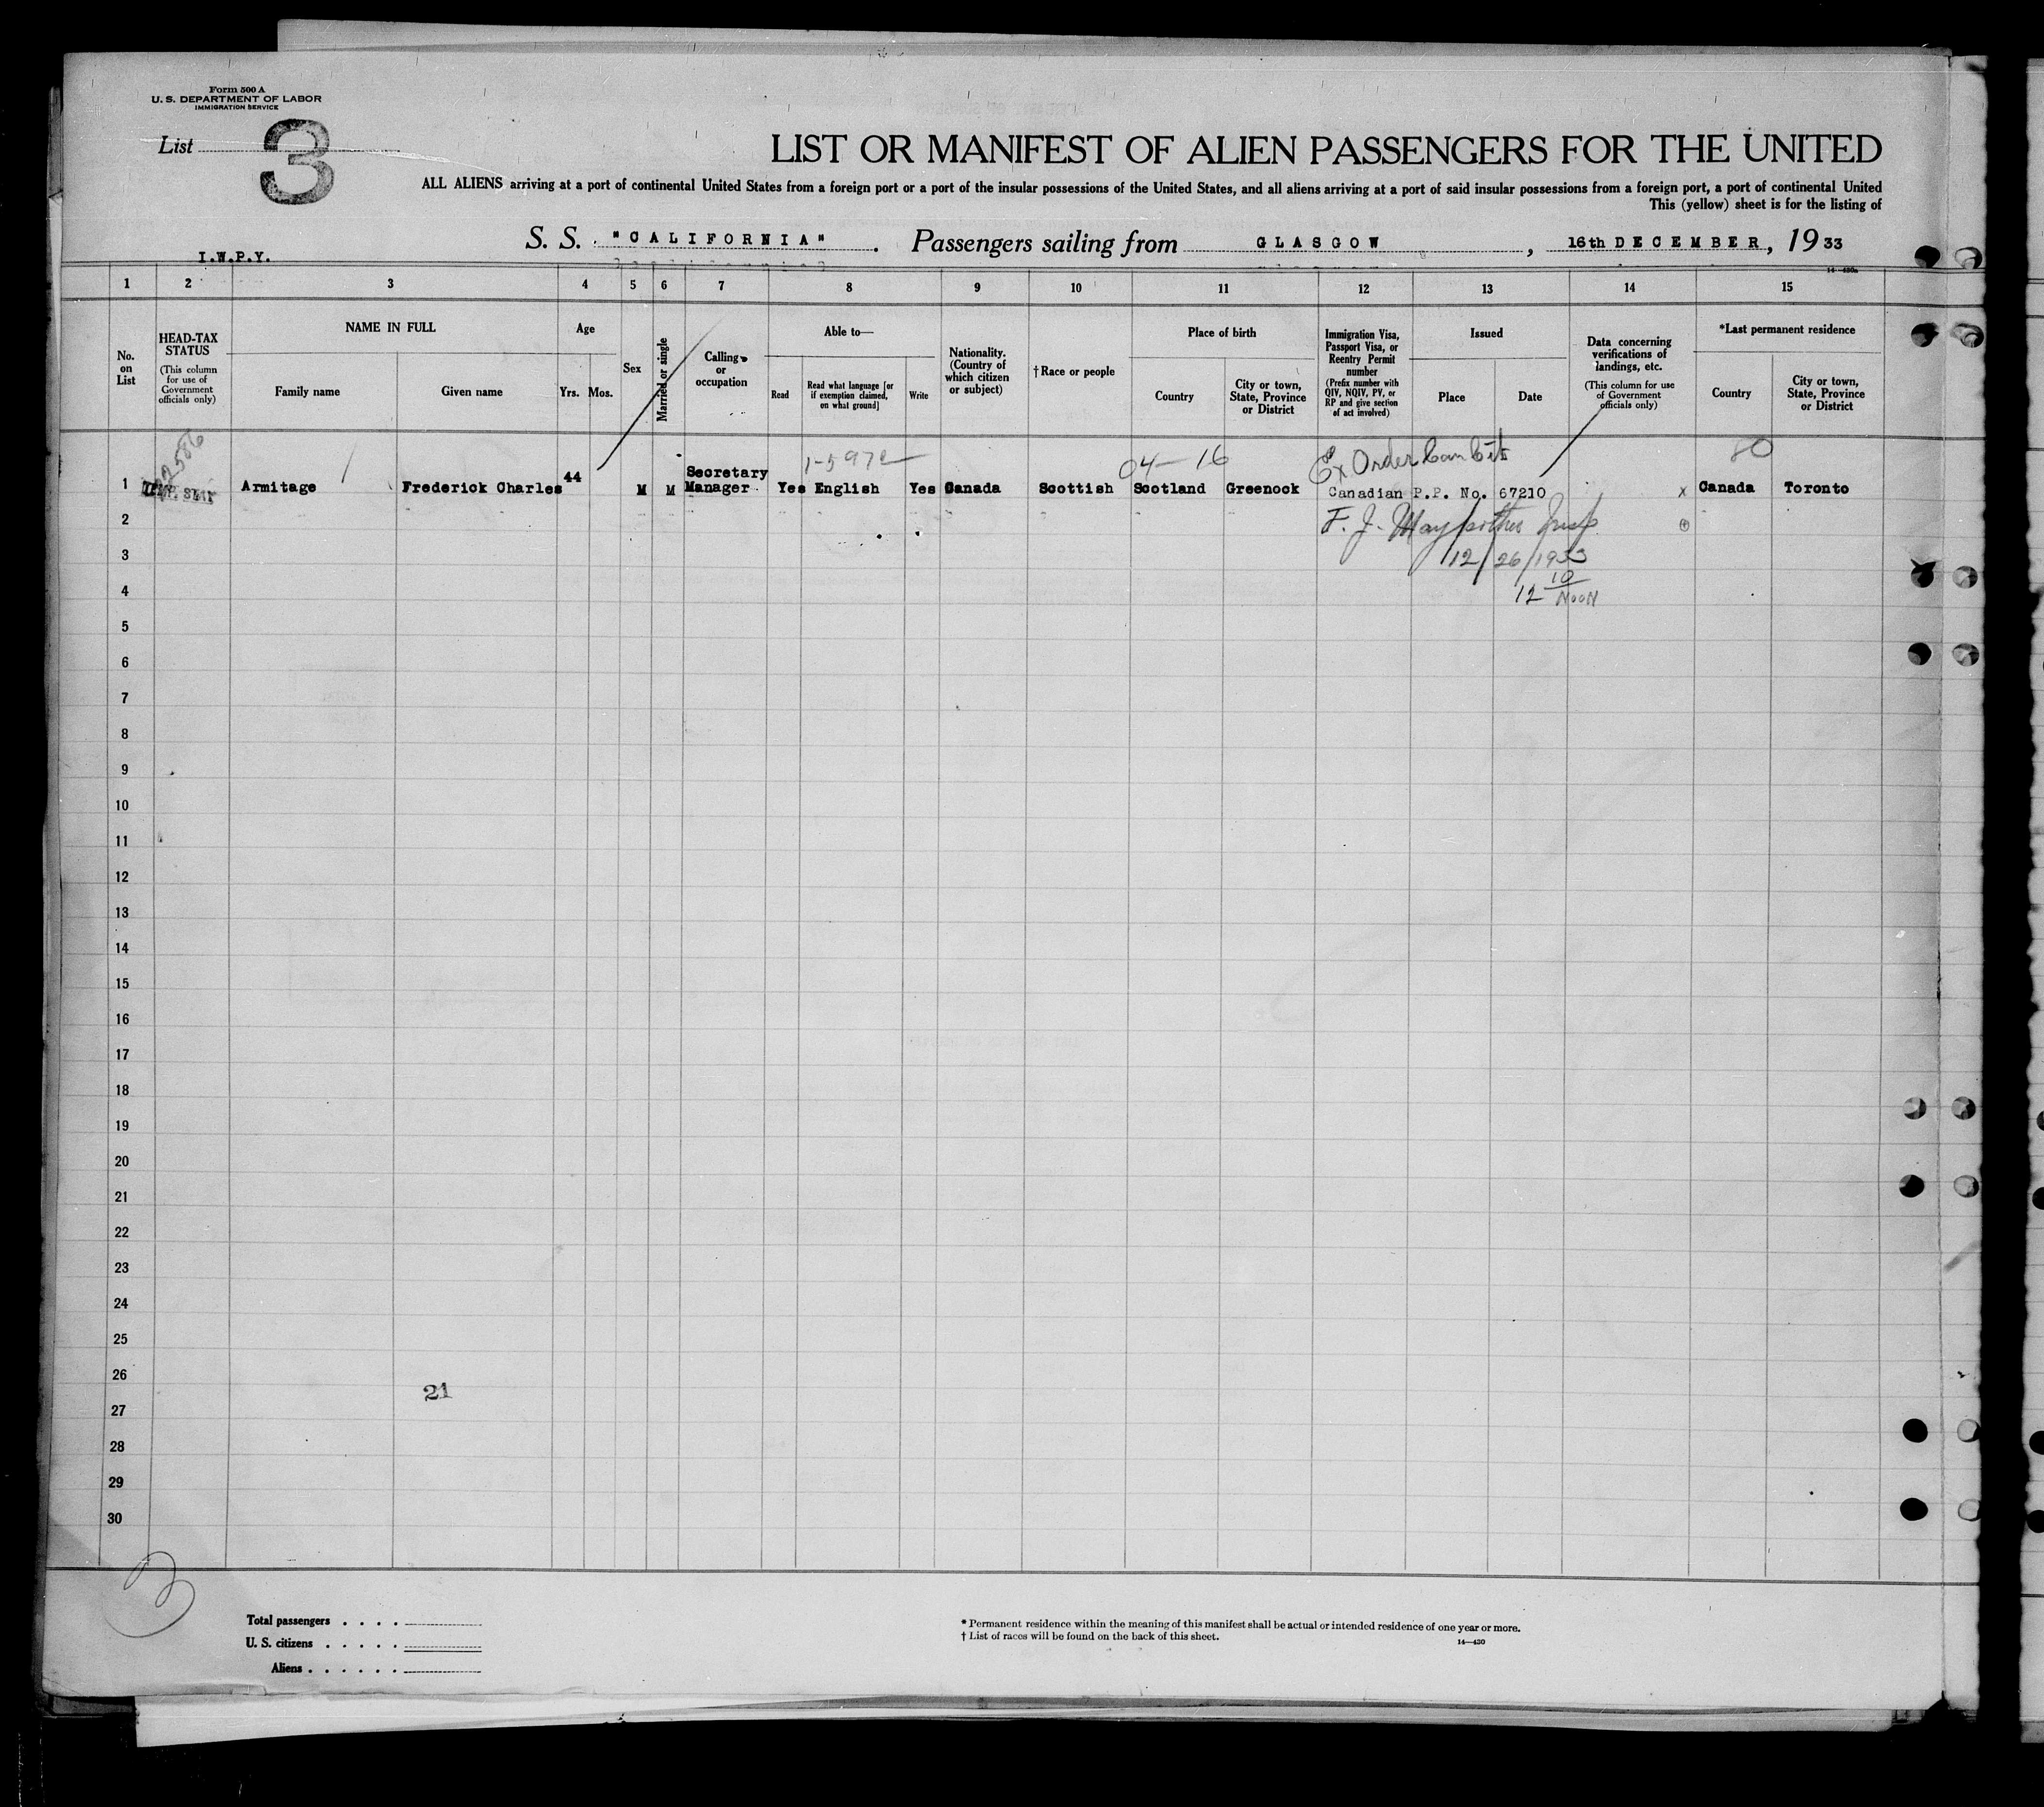 Form 500 A
U. S. DEPARTMENT OF LABOR
IMMIGRATION SERVICE
List 3
LIST OR MANIFEST OF ALIEN PASSENGERS FOR THE UNITED
ALL ALIENS arriving at a port of continental United States from a foreign port or a port of the insular possessions of the United States, and all aliens arriving at a port of said insular possessions from a foreign port, a port of continental United
This (yellow) sheet is for the listing of
S. S. "CALIFORNIA" . Passengers sailing from GLASGOW , 16th DECEMBER, 1933
I.W.P.Y.
14—430a
1 2 3 4 5 6 7 8 9 10 11 12 13 14 15
No. on List
HEAD-TAX STATUS
(This column for use of Government officials only)
NAME IN FULL
Family name
Given name
Age
Yrs. Mos.
Sex
Married or single
Calling or occupation
Able to—
Read
Read what language [or if exemption claimed, on what ground]
Write
Nationality. (Country of which citizen or subject)
†Race or people
Place of birth
Country
City or town, State, Province or District
Immigration Visa, Passport Visa, or Reentry Permit number
(Prefix number with QIV, NQIV, PV, or RP and give section of act involved)
Issued
Place
Date
Data concerning verifications of landings, etc.
(This column for use of Government officials only)
*Last permanent residence
Country
City or town, State, Province or District
04—16
80
1 Armitage Frederick Charles 44 M M Secretary Manager Yes English Yes Canada Scottish Scotland Greenock Canadian P.P. No. 67210 x Canada Toronto
2
12/26/1933
3
12 10
NOON
4
5
6
7
8
9
10
11
12
13
14
15
16
17
18
19
20
21
22
23
24
25
26
21
27
28
29
30
3
Total passengers . . . .
U. S. citizens . . . . .
Aliens . . . . . .
* Permanent residence within the meaning of this manifest shall be actual or intended residence of one year or more.
† List of races will be found on the back of this sheet.
14—430